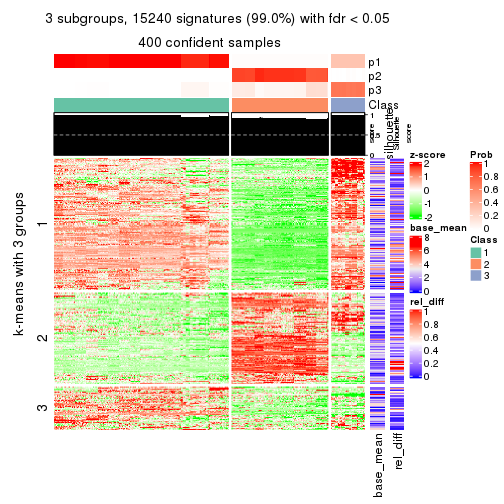 3 subgroups, 15240 signatures (99.0%) with fdr < 0.05
400 confident samples
p1
p2
p3
Class
1
0.5
0
silhouette
score
Silhouette
score
k-means with 3 groups
1
2
3
base_mean
rel_diff
z-score
2
1
0
-1
-2
base_mean
8
6
4
2
0
rel_diff
1
0.8
0.6
0.4
0.2
0
Prob
1
0.8
0.6
0.4
0.2
0
Class
1
2
3